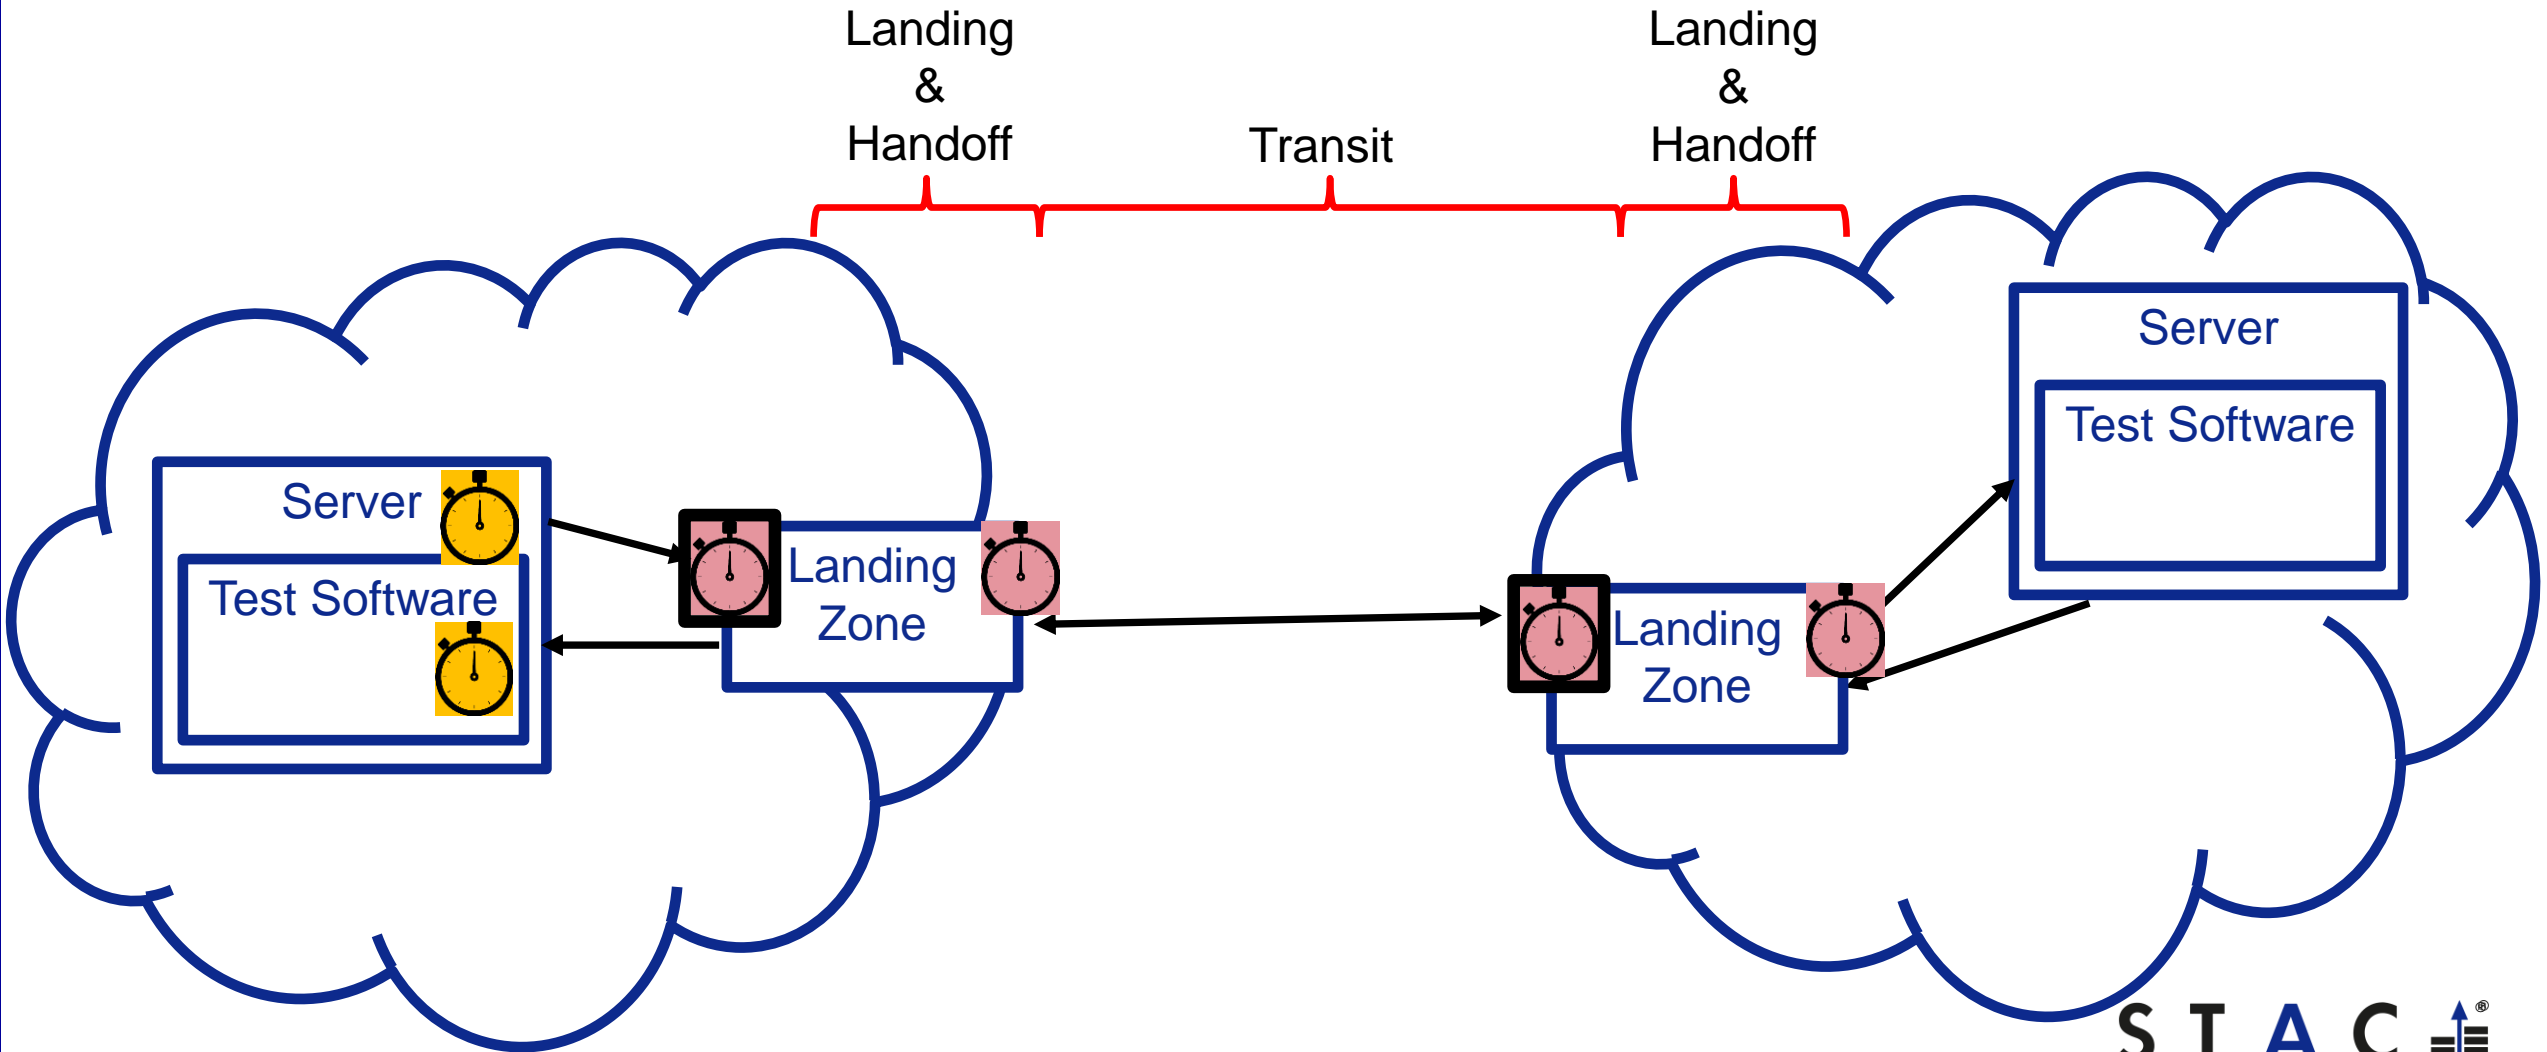 Landing
&
Handoff
Transit
Landing
&
Handoff
Server
Test Software
Landing
Zone
Landing
Zone
Server
Test Software
STAC®